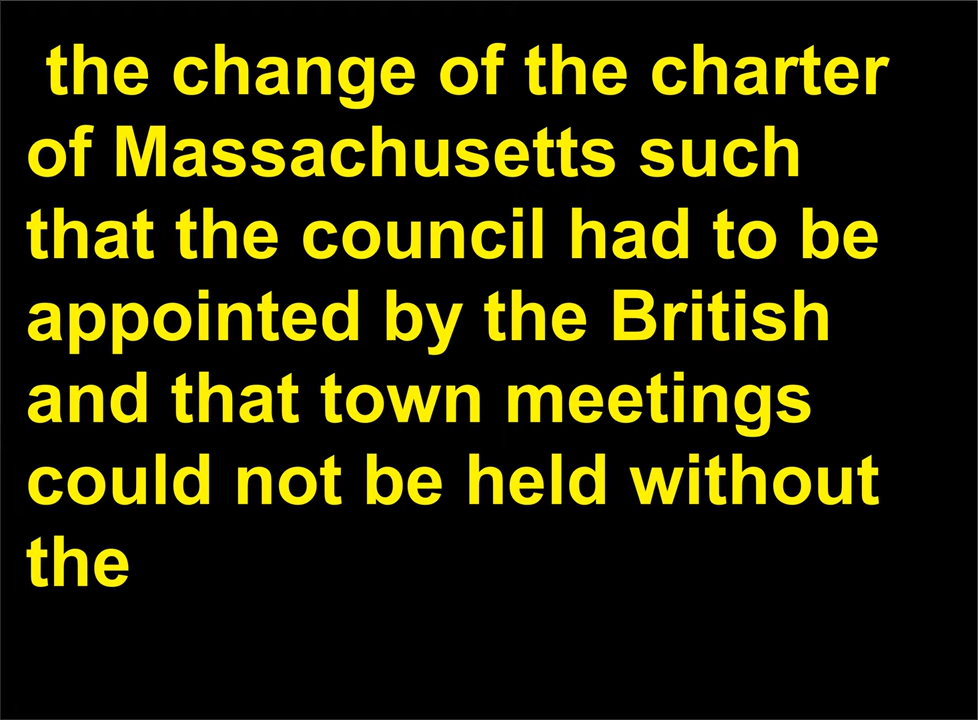 the change of the charter
of Massachusetts such
that the council had to be
appointed by the British
and that town meetings
could not be held without
the